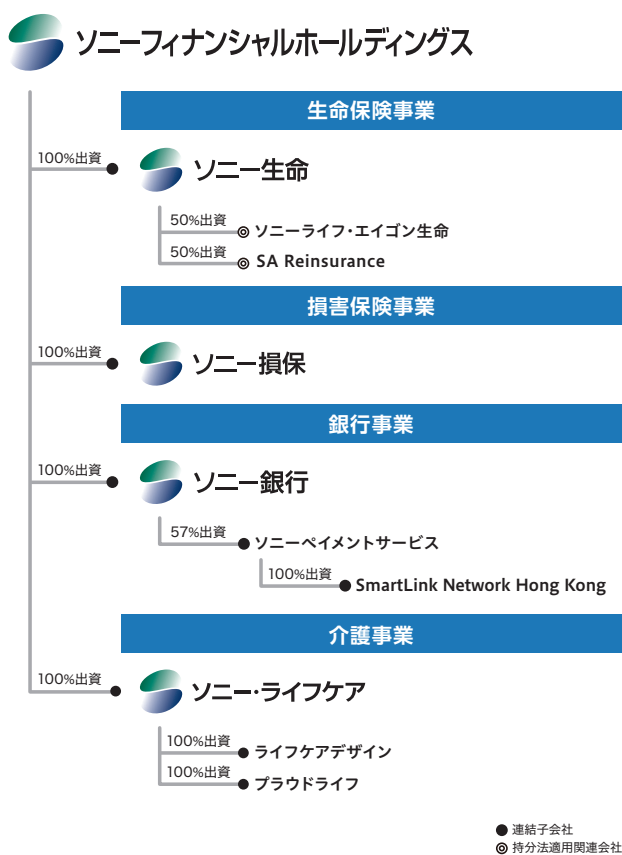 ソニーフィナンシャルホールディングス
生命保険事業
100%出資
ソニー生命
50%出資
ソニーライフ・エイゴン生命
50%出資
SA Reinsurance
損害保険事業
100%出資
ソニー損保
銀行事業
100%出資
ソニー銀行
57%出資
ソニーペイメントサービス
100%出資
SmartLink Network Hong Kong
介護事業
100%出資
ソニー・ライフケア
100%出資
ライフケアデザイン
100%出資
プラウドライフ
● 連結子会社
◎ 持分法適用関連会社